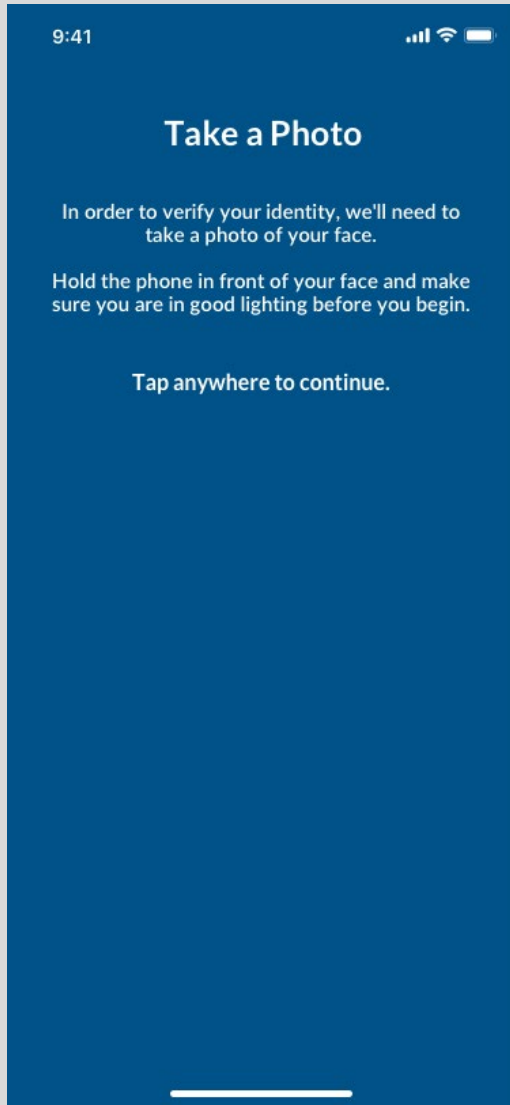 9:41
Take a Photo
In order to verify your identity, we'll need to
take a photo of your face.
Hold the phone in front of your face and make
sure you are in good lighting before you begin.
Tap anywhere to continue.